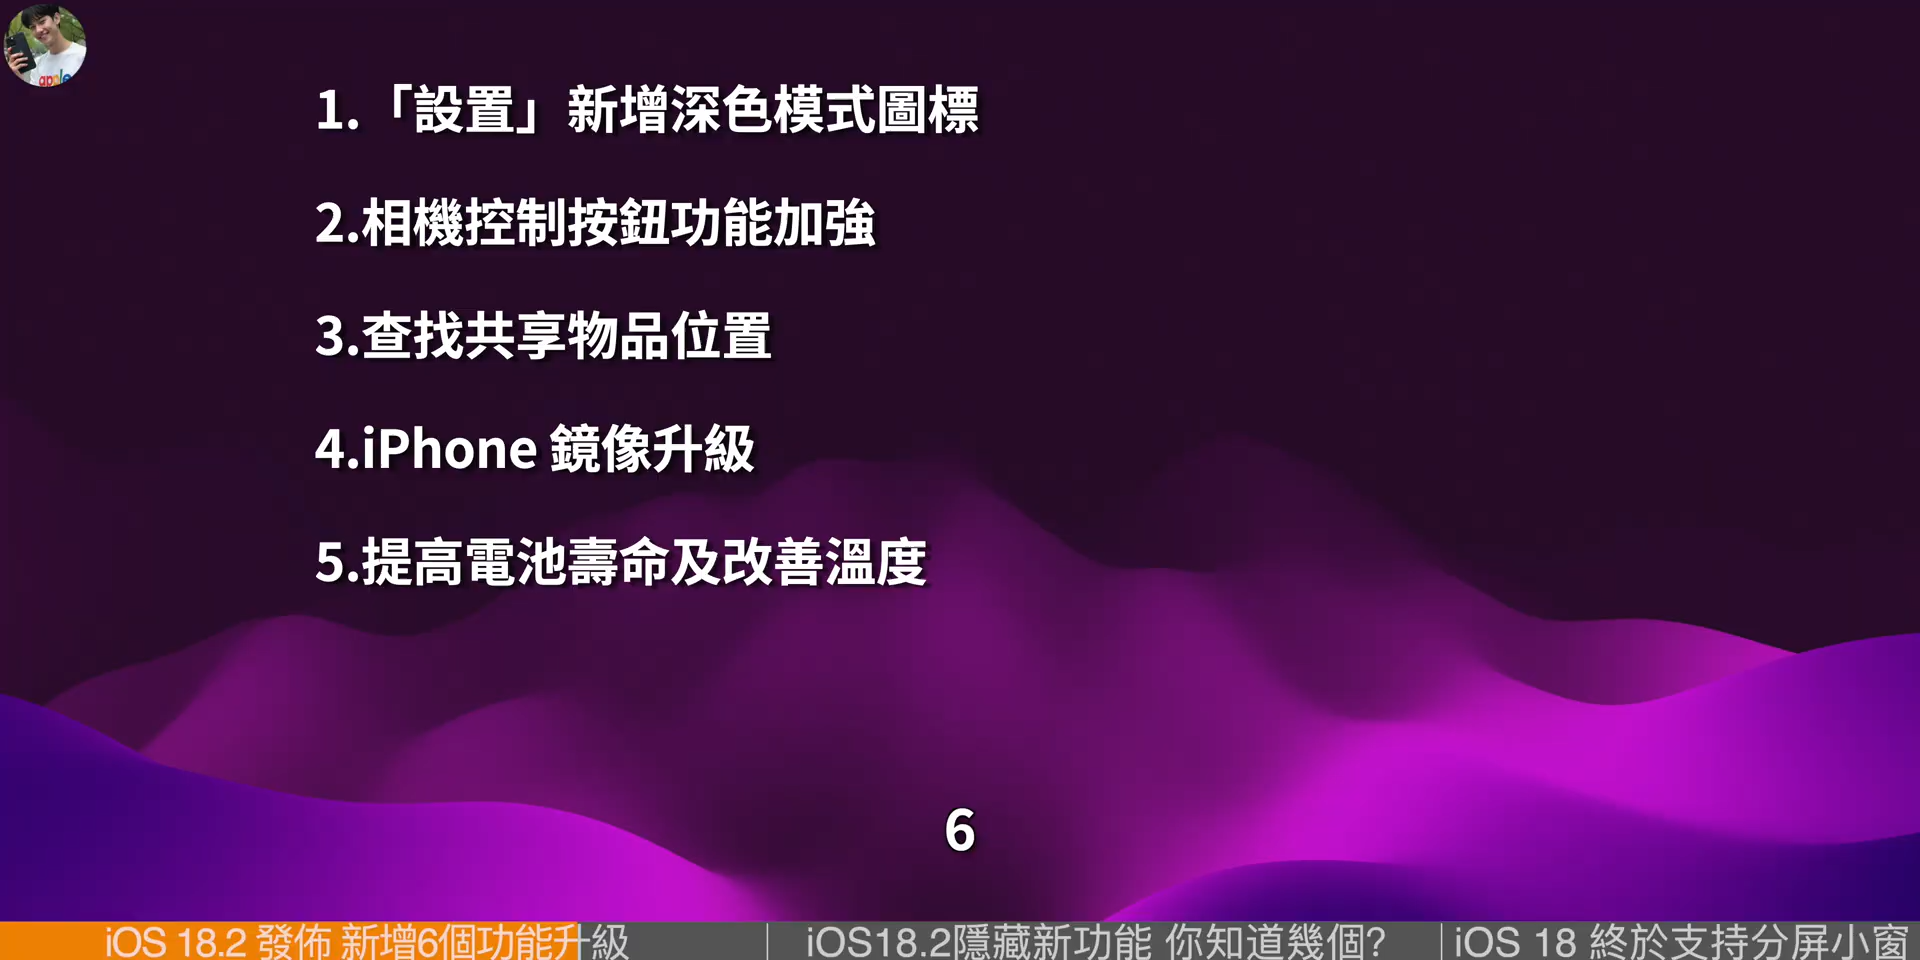 apple
1.「設置」新增深色模式圖標
2.相機控制按鈕功能加強
3.查找共享物品位置
4.iPhone 鏡像升級
5.提高電池壽命及改善溫度
6
iOS 18.2 發佈 新增6個功能升級
iOS18.2隱藏新功能 你知道幾個?
iOS 18 終於支持分屏小窗